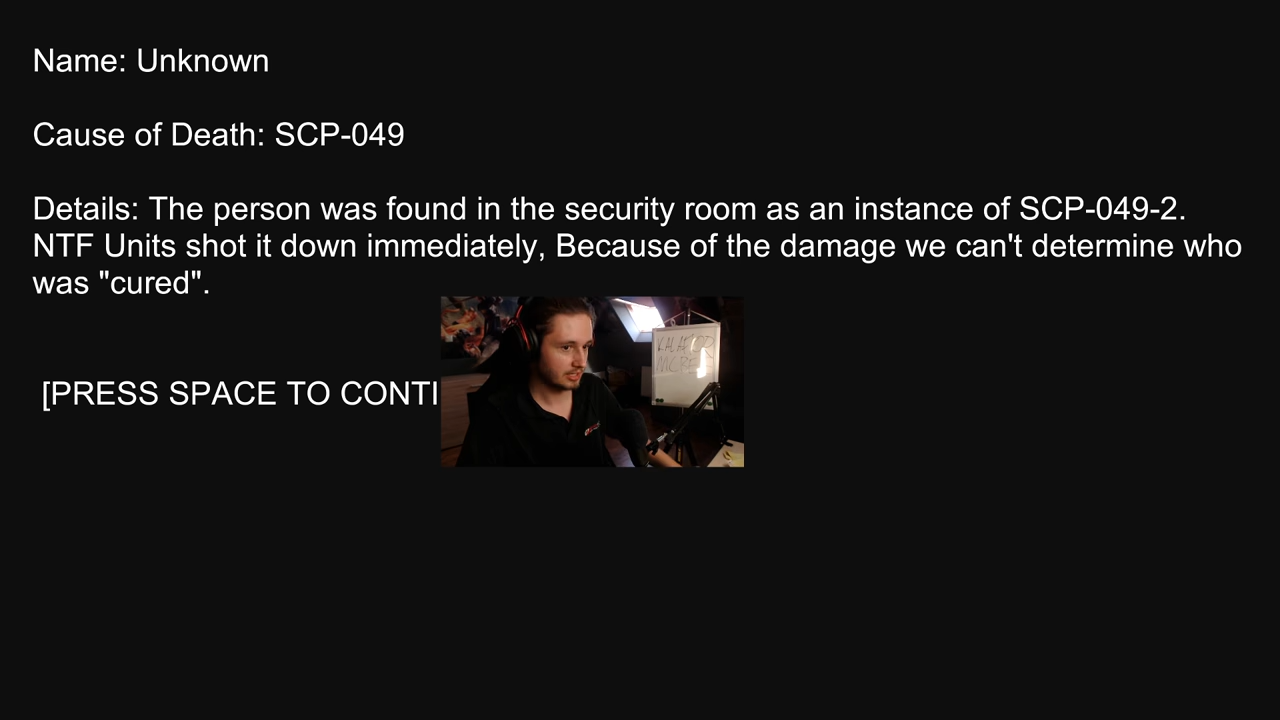 Name: Unknown
Cause of Death: SCP-049
Details: The person was found in the security room as an instance of SCP-049-2.
NTF Units shot it down immediately, Because of the damage we can't determine who
was "cured".
[PRESS SPACE TO CONTI